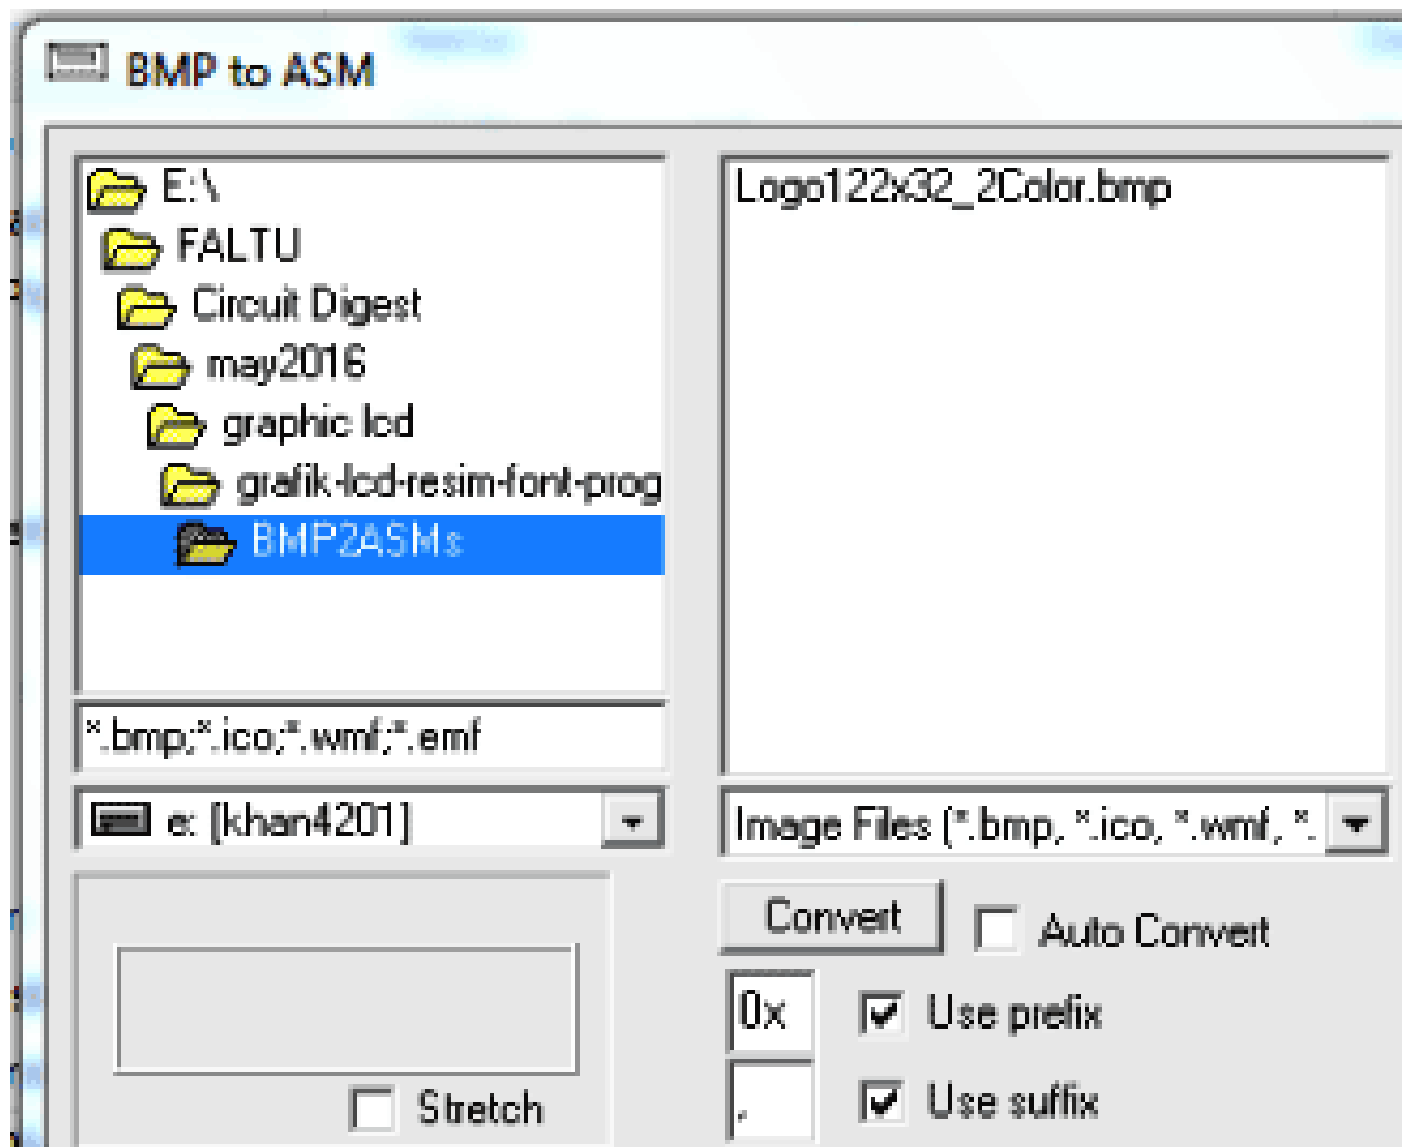 BMP to ASM
E:\
FALTU
Circuit Digest
may2016
graphic lcd
grafik-lcd-resim-font-prog
BMP2ASMs
*.bmp;*.ico;*.wmf;*.emf
e: [khan4201]
Stretch
Logo122x32_2Color.bmp
Image Files (*.bmp, *.ico, *.wmf, *.
Convert
Auto Convert
0x
Use prefix
,
Use suffix